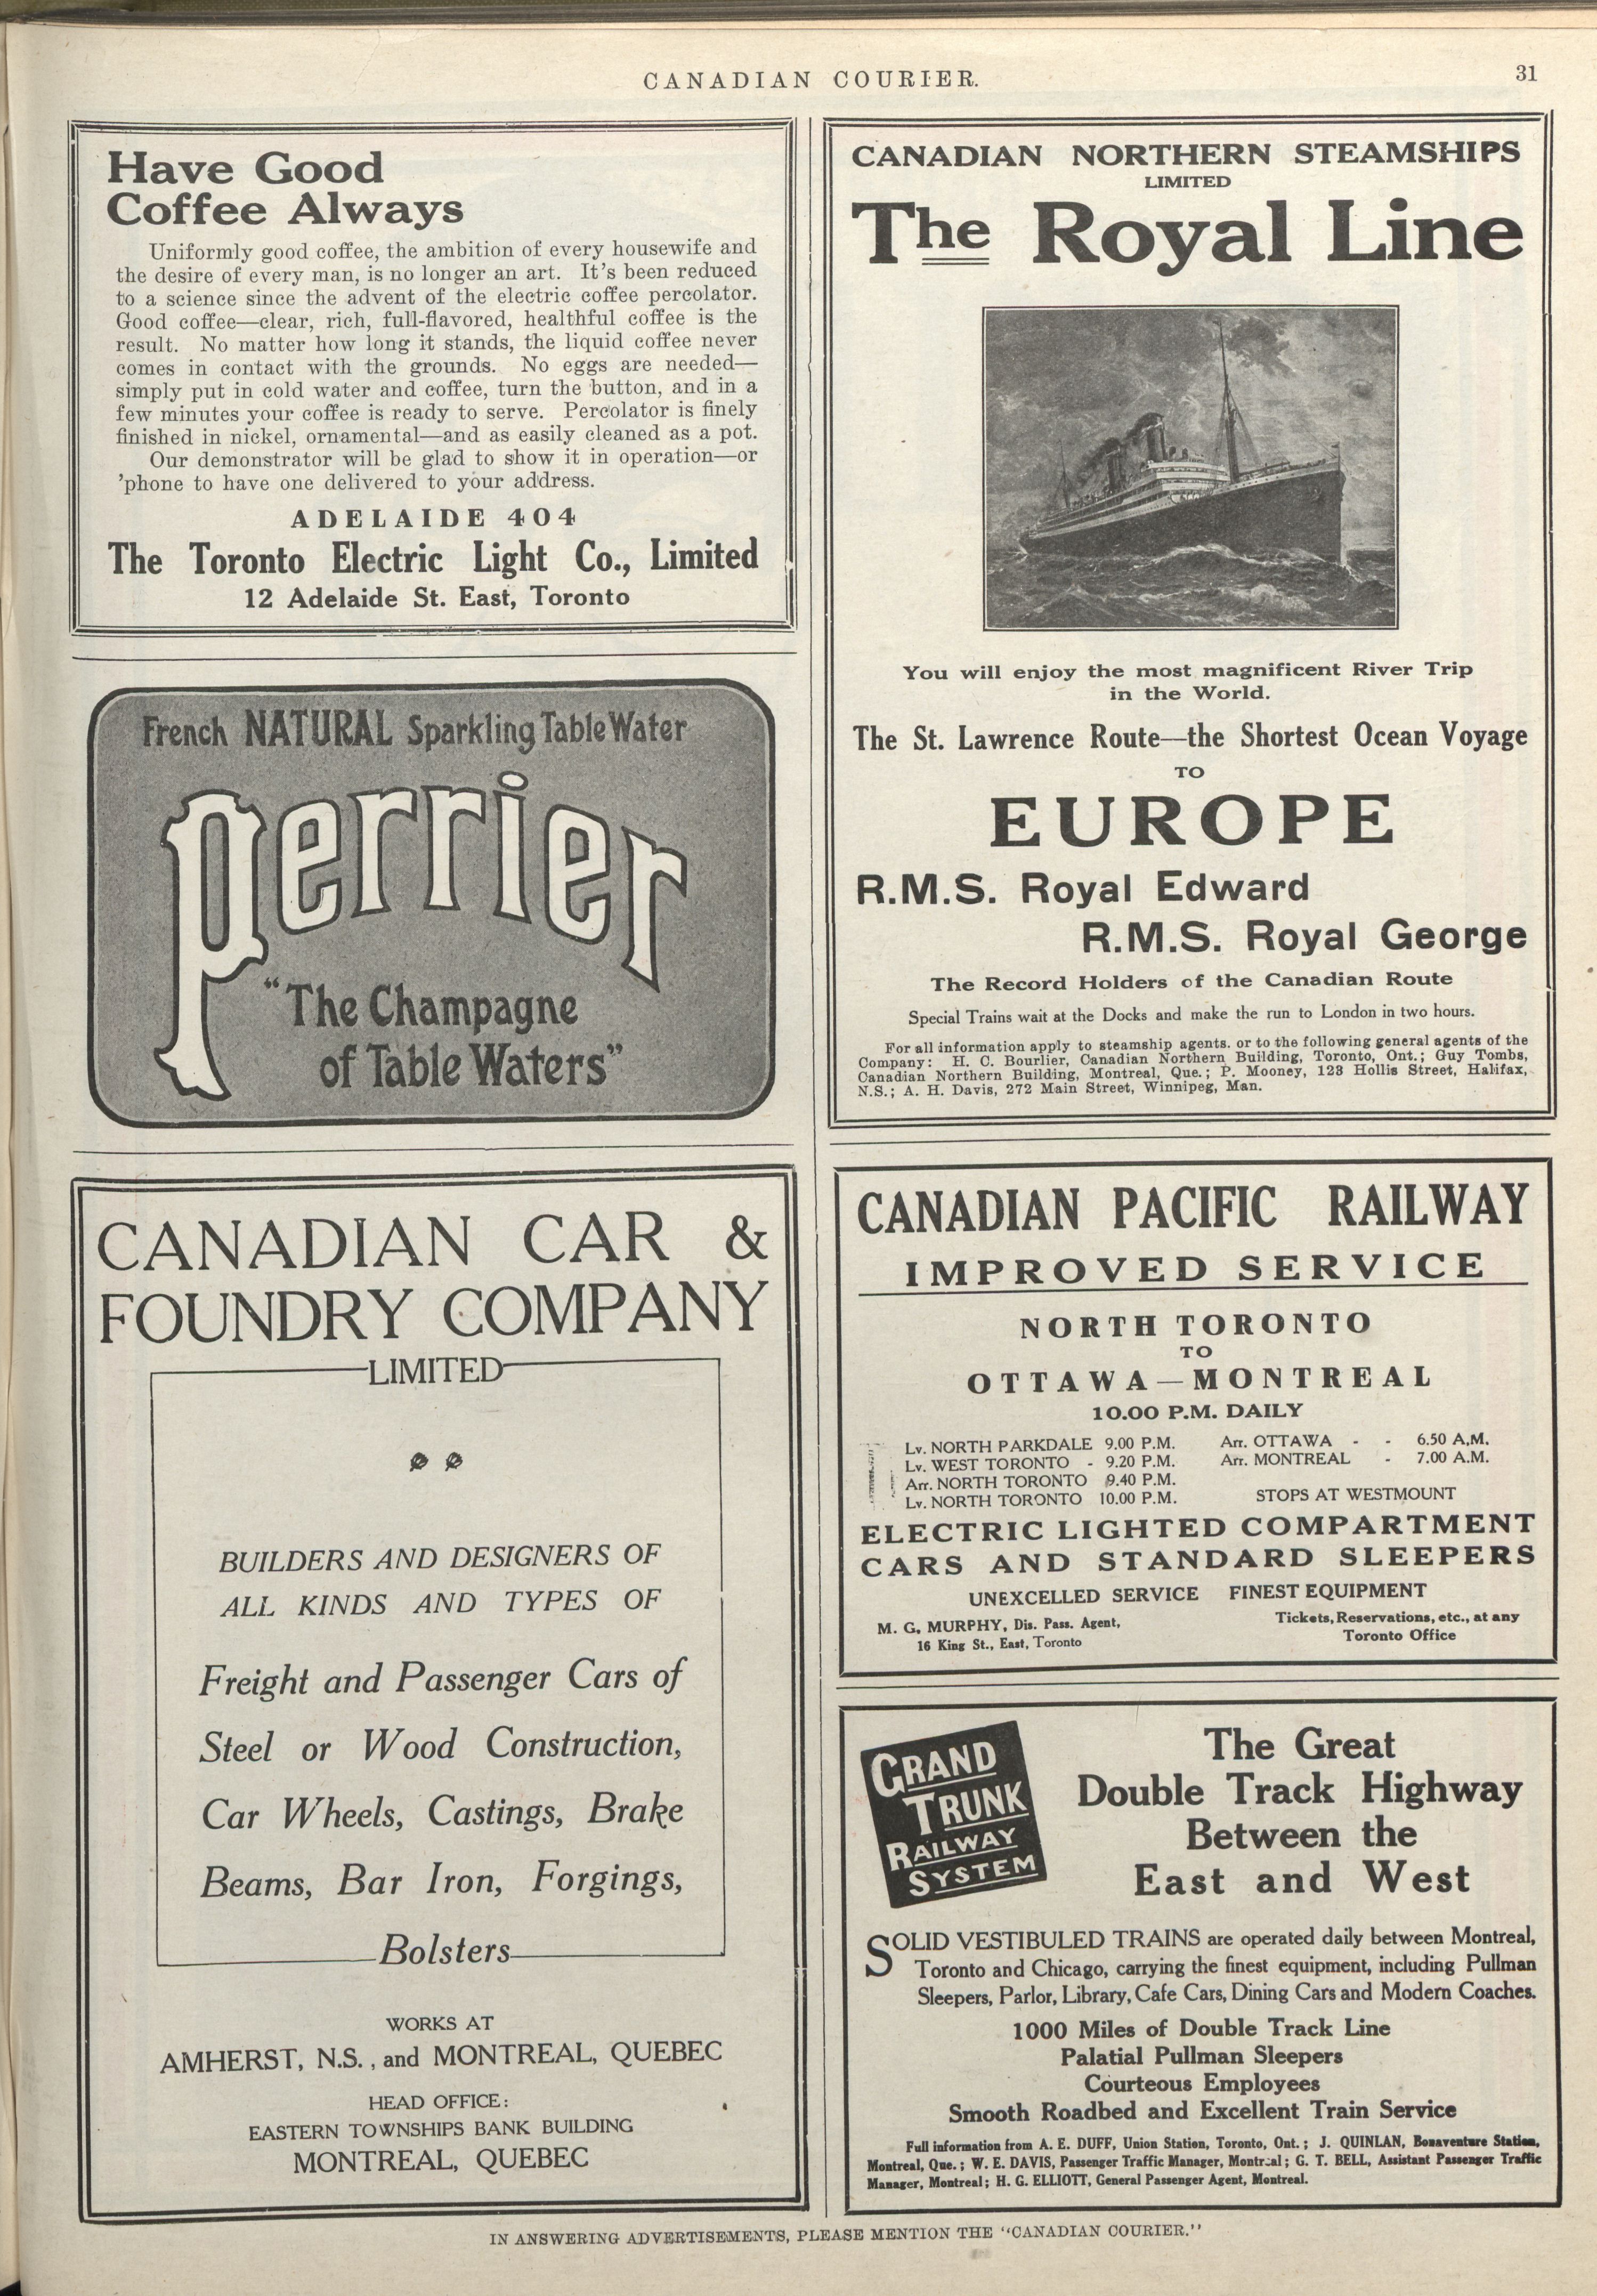 CANADIAN COURIER.
31
Have Good
Coffee Always
Uniformly good coffee, the ambition of every housewife and
the desire of every man, is no longer an art. It's been reduced
to a science since the advent of the electric coffee percolator.
Good coffee—clear, rich, full-flavored, healthful coffee is the
result. No matter how long it stands, the liquid coffee never
comes in contact with the grounds. No eggs are needed—
simply put in cold water and coffee, turn the button, and in a
few minutes your coffee is ready to serve. Percolator is finely
finished in nickel, ornamental—and as easily cleaned as a pot.
Our demonstrator will be glad to show it in operation—or
'phone to have one delivered to your address.
ADELAIDE 404
The Toronto Electric Light Co., Limited
12 Adelaide St. East, Toronto
French NATURAL Sparkling Table Water
Perrier
"The Champagne
of Table Waters"
CANADIAN CAR &
FOUNDRY COMPANY
LIMITED
BUILDERS AND DESIGNERS OF
ALL KINDS AND TYPES OF
Freight and Passenger Cars of
Steel or Wood Construction,
Car Wheels, Castings, Brake
Beams, Bar Iron, Forgings,
Bolsters
WORKS AT
AMHERST, N.S., and MONTREAL, QUEBEC
HEAD OFFICE:
EASTERN TOWNSHIPS BANK BUILDING
MONTREAL, QUEBEC
CANADIAN NORTHERN STEAMSHIPS
LIMITED
The Royal Line
You will enjoy the most magnificent River Trip
in the World.
The St. Lawrence Route—the Shortest Ocean Voyage
TO
EUROPE
R.M.S. Royal Edward
R.M.S. Royal George
The Record Holders of the Canadian Route
Special Trains wait at the Docks and make the run to London in two hours.
For all information apply to steamship agents. or to the following general agents of the
Company: H. C. Bourlier, Canadian Northern Building, Toronto, Ont.; Guy Tombs,
Canadian Northern Building, Montreal, Que.; P. Mooney, 123 Hollis Street, Halifax,
N.S.; A. H. Davis, 272 Main Street, Winnipeg, Man.
CANADIAN PACIFIC RAILWAY
IMPROVED SERVICE
NORTH TORONTO
TO
OTTAWA—MONTREAL
10.00 P.M. DAILY
Lv. NORTH PARKDALE 9.00 P.M. Arr. OTTAWA - - 6.50 A.M.
Lv. WEST TORONTO - 9.20 P.M. Arr. MONTREAL - 7.00 A.M.
Arr. NORTH TORONTO 9.40 P.M.
Lv. NORTH TORONTO 10.00 P.M. STOPS AT WESTMOUNT
ELECTRIC LIGHTED COMPARTMENT
CARS AND STANDARD SLEEPERS
UNEXCELLED SERVICE FINEST EQUIPMENT
M. G. MURPHY, Dis. Pass. Agent,
16 King St., East, Toronto
Tickets, Reservations, etc., at any
Toronto Office
GRAND
TRUNK
RAILWAY
SYSTEM
The Great
Double Track Highway
Between the
East and West
SOLID VESTIBULED TRAINS are operated daily between Montreal,
Toronto and Chicago, carrying the finest equipment, including Pullman
Sleepers, Parlor, Library, Cafe Cars, Dining Cars and Modern Coaches.
1000 Miles of Double Track Line
Palatial Pullman Sleepers
Courteous Employees
Smooth Roadbed and Excellent Train Service
Full information from A. E. DUFF, Union Station, Toronto, Ont.; J. QUINLAN, Bonaventure Station,
Montreal, Que.; W. E. DAVIS, Passenger Traffic Manager, Montreal; G. T. BELL, Assistant Passenger Traffic
Manager, Montreal; H. G. ELLIOTT, General Passenger Agent, Montreal.
IN ANSWERING ADVERTISEMENTS, PLEASE MENTION THE "CANADIAN COURIER."